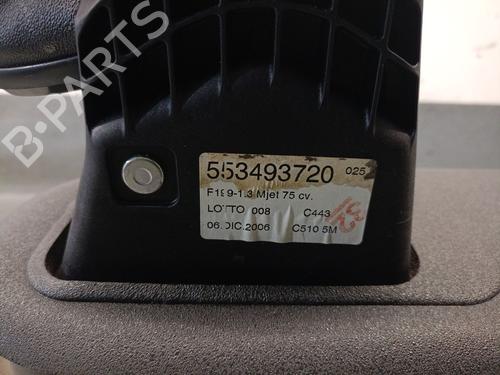 B-PARTS
553493720 025
F199-1.3 Mjet 75 cv.
LOTTO 008 C443
06.DIC.2006 C510 5M